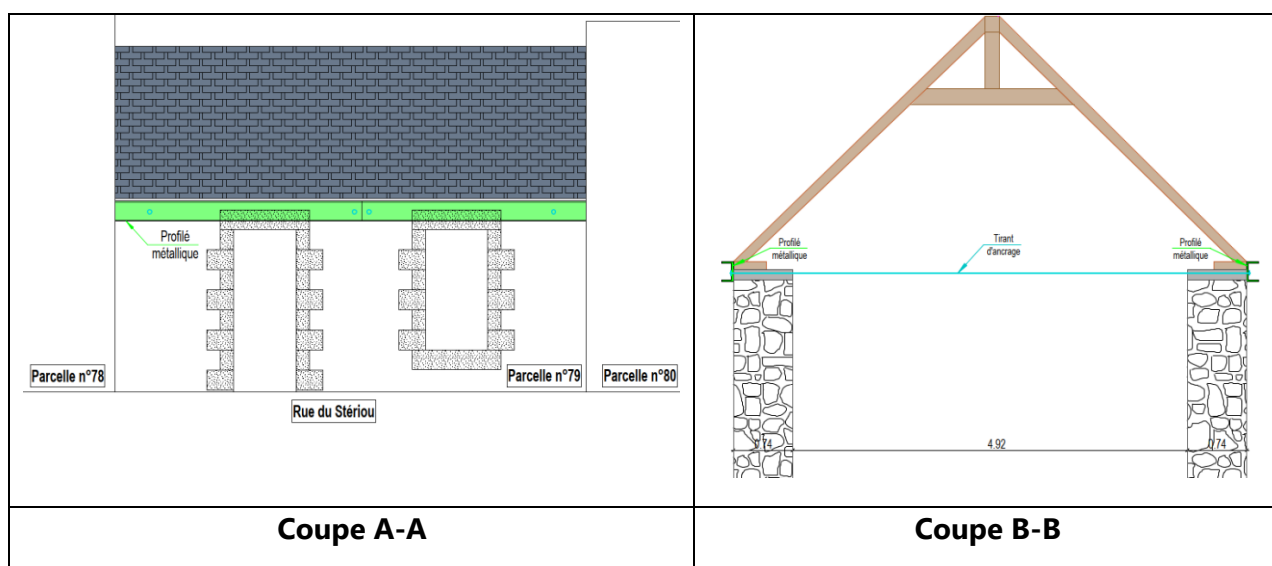 Profilé
métallique
Parcelle n°78
Parcelle n°79
Parcelle n°80
Rue du Stériou
Profilé
métallique
Tirant
d'ancrage
Profilé
métallique
0.74
4.92
0.74
Coupe A-A
Coupe B-B